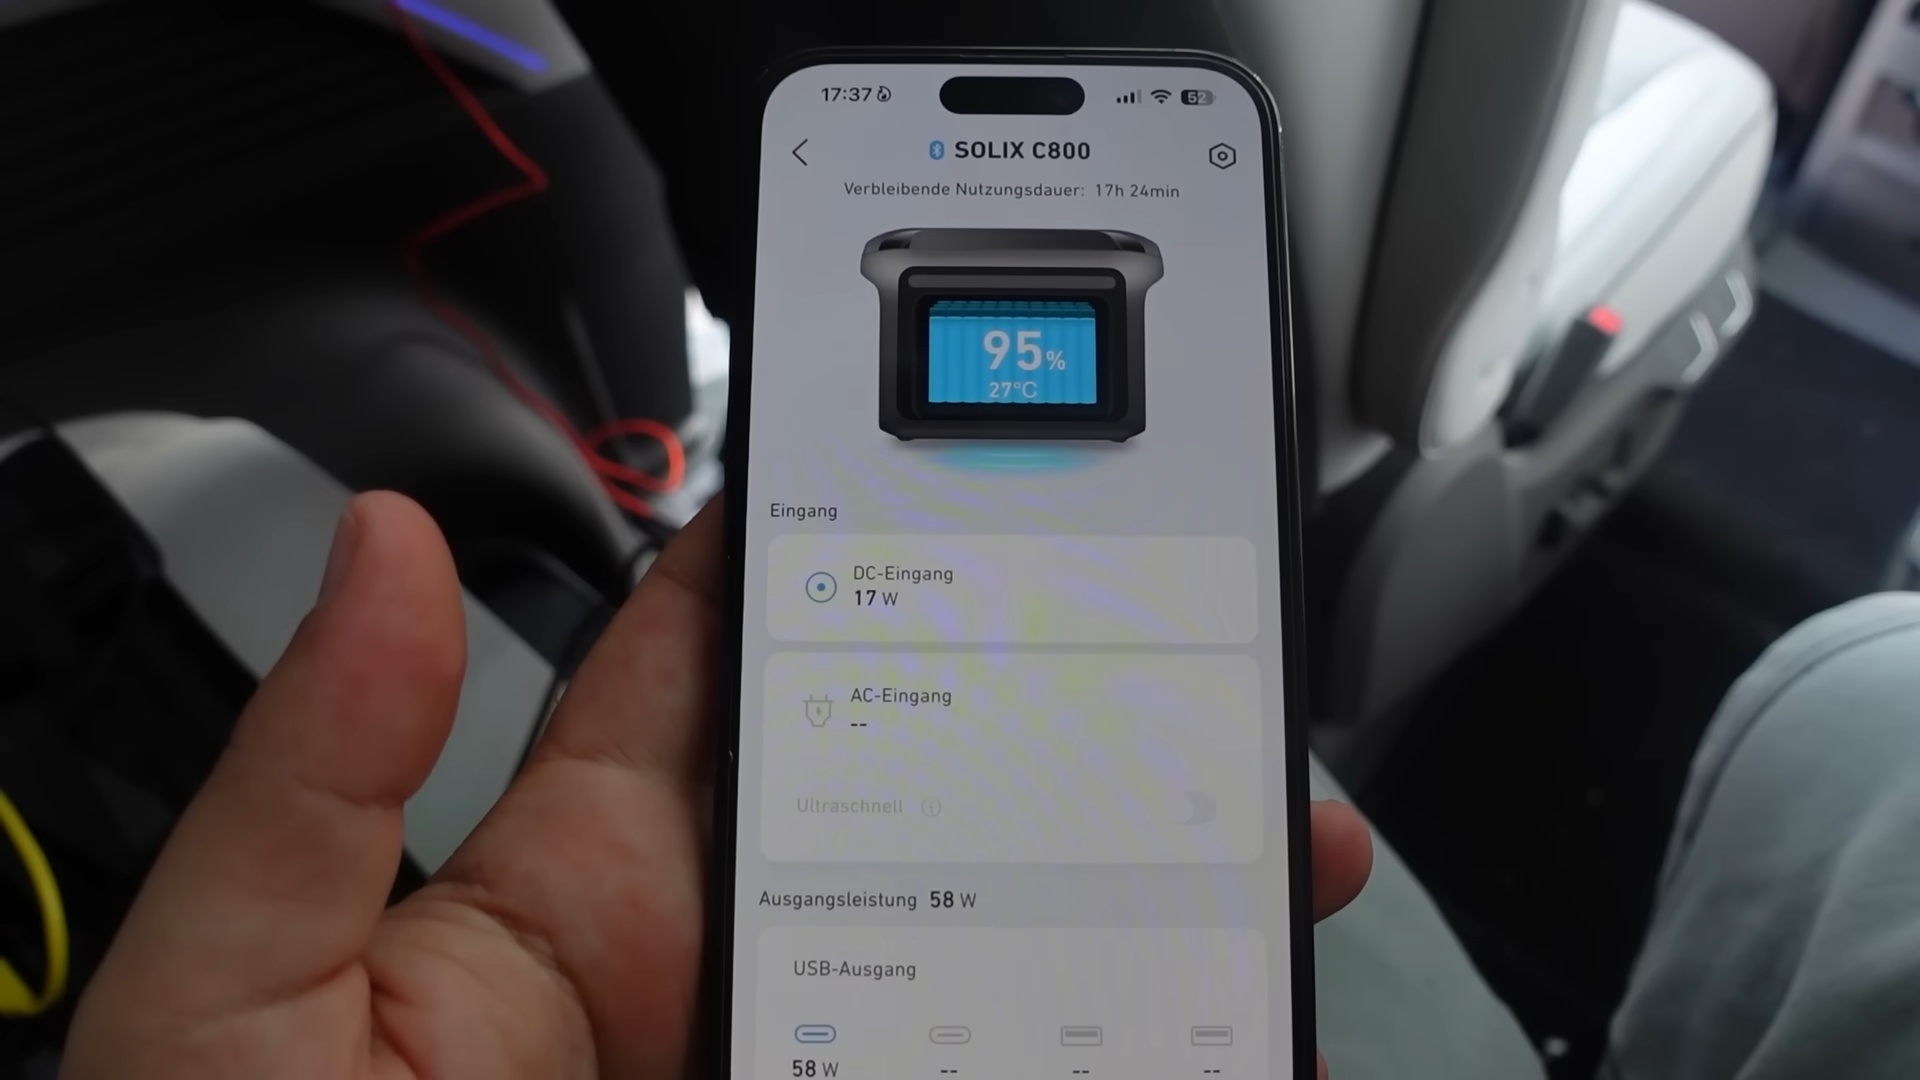 17:37 52
SOLIX C800
Verbleibende Nutzungsdauer: 17h 24min
95%
27°C
Eingang
DC-Eingang
17 W
AC-Eingang
--
Ultraschnell
Ausgangsleistung 58 W
USB-Ausgang
58 W -- -- --